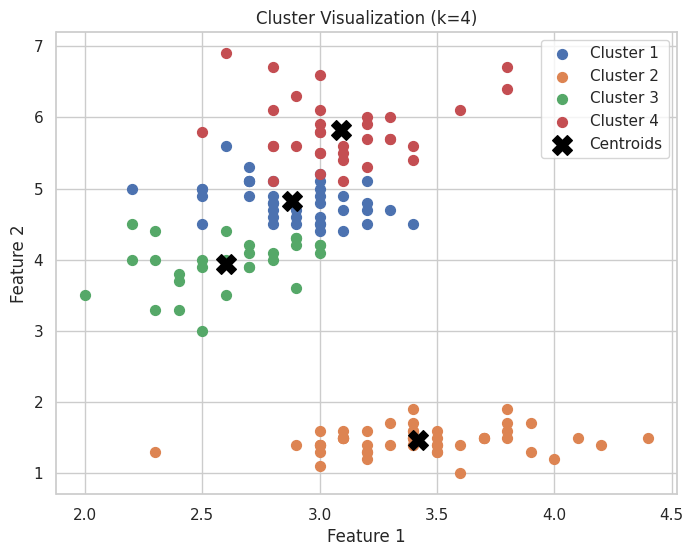 Cluster Visualization (k=4)
Cluster 1
Cluster 2
Cluster 3
Cluster 4
Centroids
Feature 2
7
6
5
4
3
2
1
2.0 2.5 3.0 3.5 4.0 4.5
Feature 1